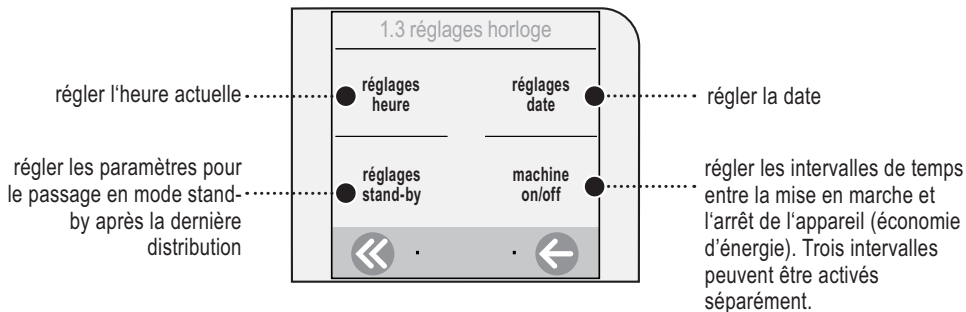 1.3 réglages horloge
régler l‘heure actuelle
réglages
heure
réglages
date
régler la date
régler les paramètres pour
le passage en mode stand-
by après la dernière
distribution
réglages
stand-by
machine
on/off
régler les intervalles de temps
entre la mise en marche et
l‘arrêt de l‘appareil (économie
d’énergie). Trois intervalles
peuvent être activés
séparément.